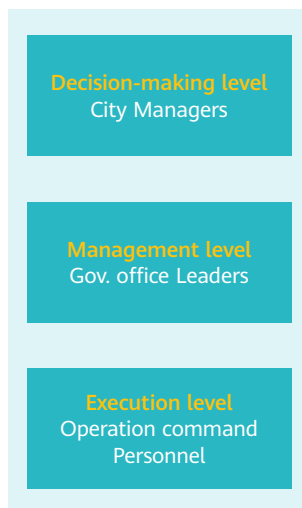 Decision-making level
City Managers
Management level
Gov. office Leaders
Execution level
Operation command
Personnel